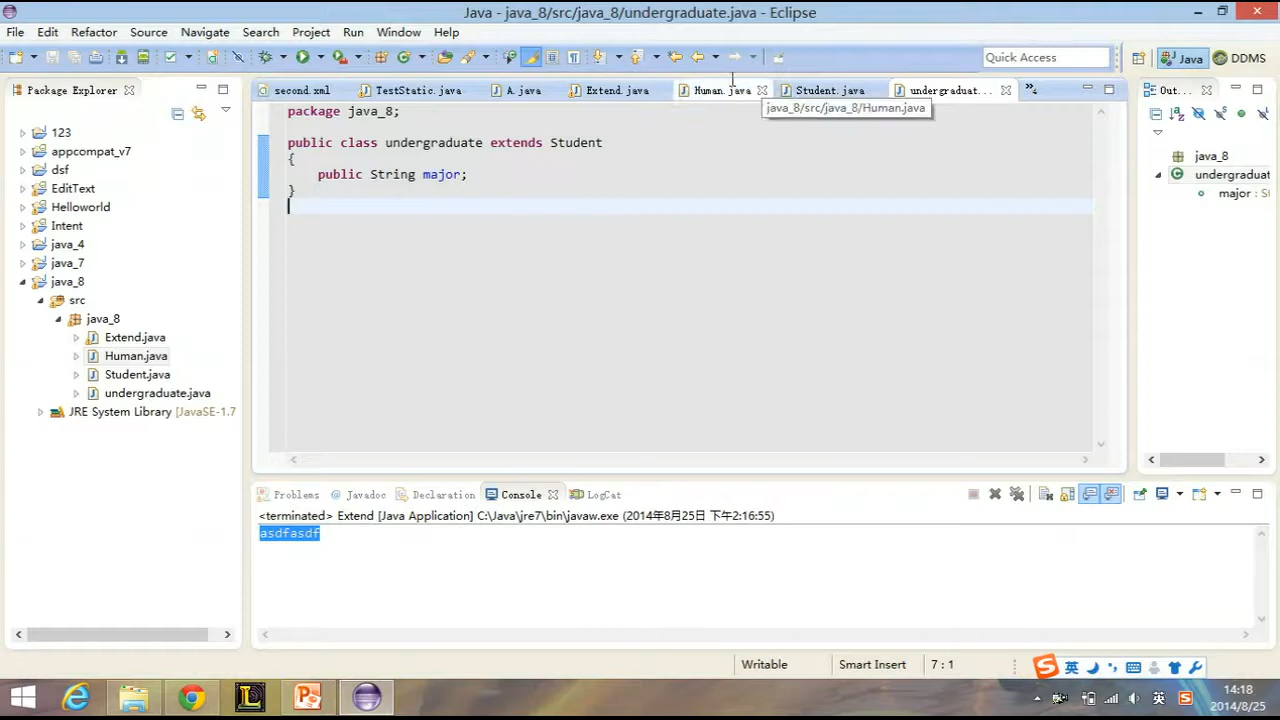 Java - java_8/src/java_8/undergraduate.java - Eclipse
File Edit Refactor Source Navigate Search Project Run Window Help
Quick Access
Java
DDMS
Package Explorer
123
appcompat_v7
dsf
EditText
Helloworld
Intent
java_4
java_7
java_8
src
java_8
Extend.java
Human.java
Student.java
undergraduate.java
JRE System Library [JavaSE-1.7
second.xml
TestStatic.java
A.java
Extend.java
Human.java
Student.java
undergraduat...
java_8/src/java_8/Human.java
package java_8;
public class undergraduate extends Student
{
public String major;
}
Out...
java_8
undergraduat
major : St
Problems
@ Javadoc
Declaration
Console
LogCat
<terminated> Extend [Java Application] C:\Java\jre7\bin\javaw.exe (2014年8月25日 下午2:16:55)
asdfasdf
Writable
Smart Insert
7 : 1
英
英
14:18
2014/8/25